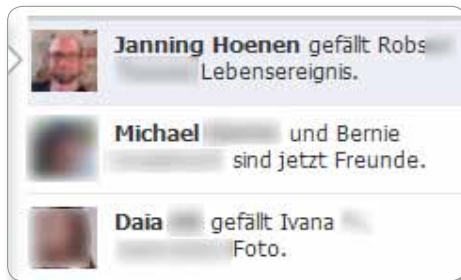 Janning Hoenen gefällt Robs
Lebensereignis.
Michael und Bernie
sind jetzt Freunde.
Daia gefällt Ivana
Foto.